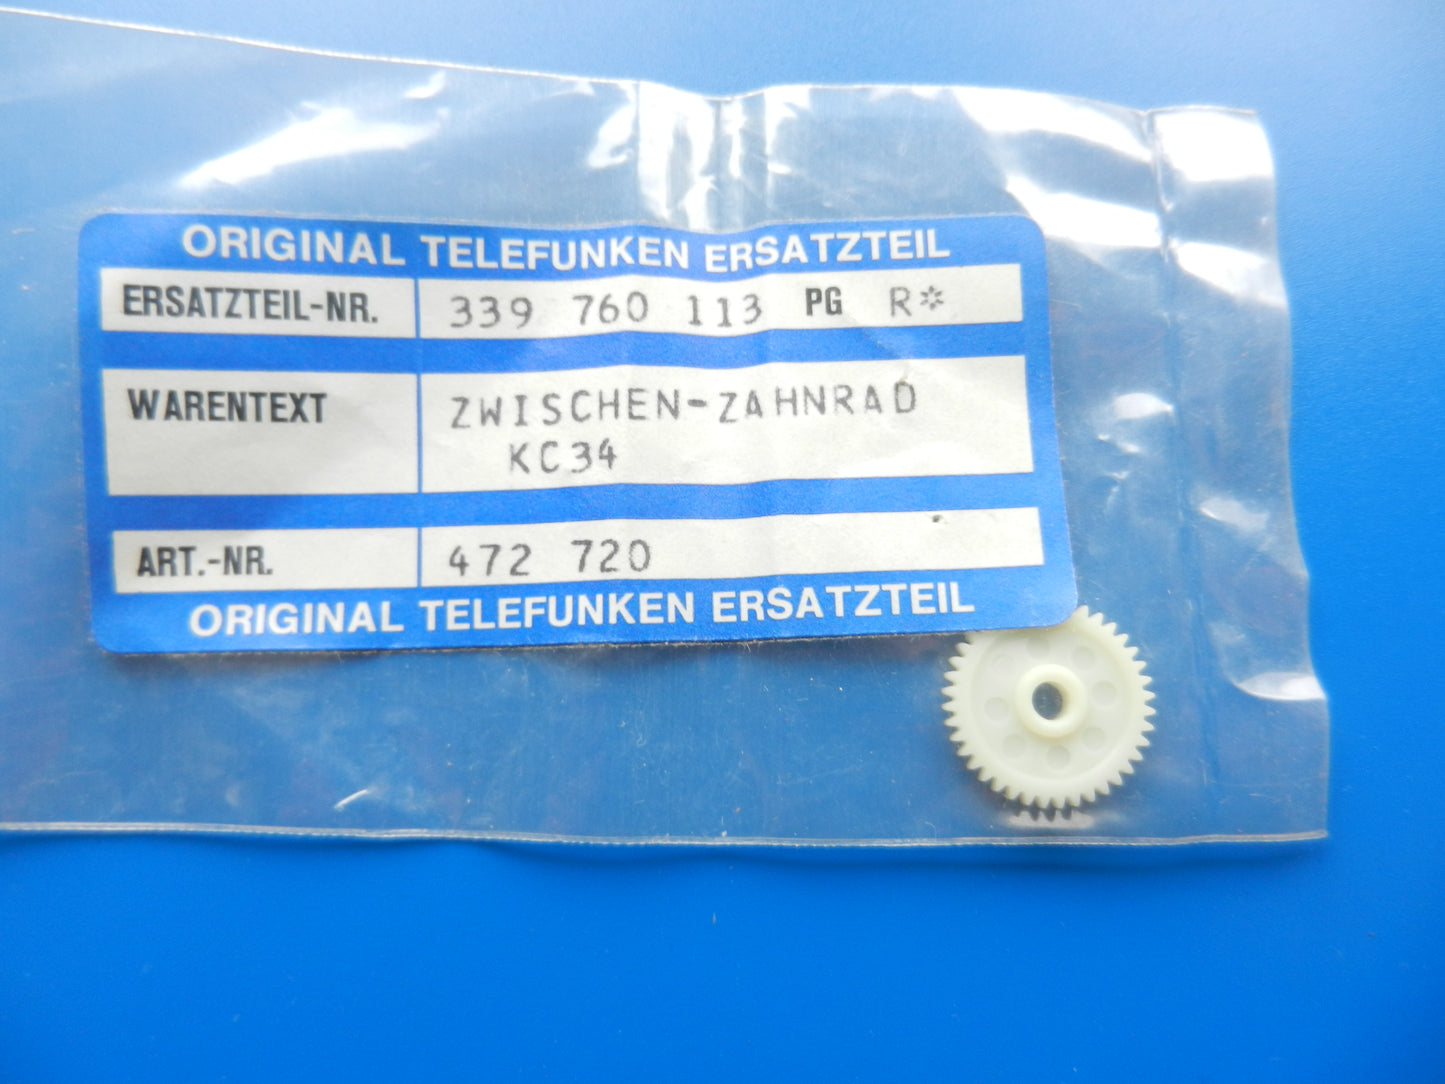 ORIGINAL TELEFUNKEN ERSATZTEIL
ERSATZTEIL-NR. 339 760 113 PG R*
WARENTEXT ZWISCHEN-ZAHNRAD
KC34
ART.-NR. 472 720
ORIGINAL TELEFUNKEN ERSATZTEIL